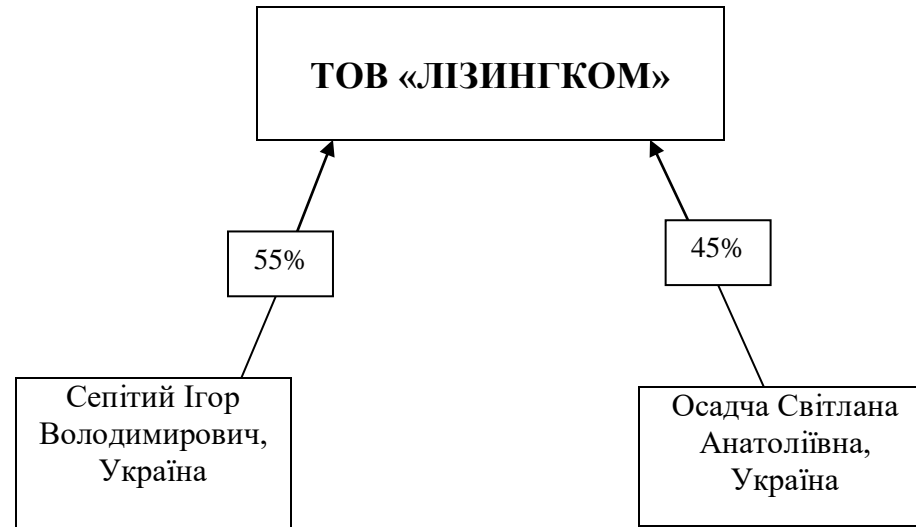 ТОВ «ЛІЗИНГКОМ»
55%
45%
Сепітий Ігор
Володимирович,
Україна
Осадча Світлана
Анатоліївна,
Україна